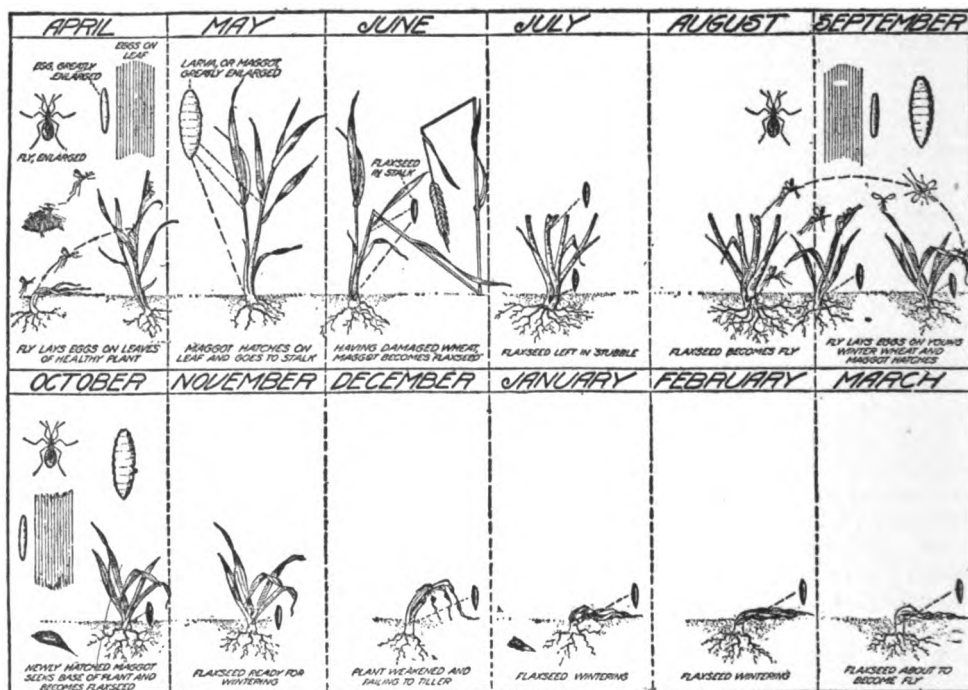 APRIL
MAY
JUNE
JULY
AUGUST
SEPTEMBER
EGG, GREATLY
ENLARGED
EGGS ON
LEAF
FLY, ENLARGED
FLY LAYS EGGS ON LEAVES
OF HEALTHY PLANT
LARVA, OR MAGGOT,
GREATLY ENLARGED
MAGGOT HATCHES ON
LEAF AND GOES TO STALK
FLAXSEED
IN STALK
HAVING DAMAGED WHEAT,
MAGGOT BECOMES "FLAXSEED"
FLAXSEED LEFT IN STUBBLE
FLAXSEED BECOMES FLY
FLY LAYS EGGS ON YOUNG
WINTER WHEAT AND
MAGGOT HATCHES
OCTOBER
NOVEMBER
DECEMBER
JANUARY
FEBRUARY
MARCH
NEWLY HATCHED MAGGOT
SEEKS BASE OF PLANT AND
BECOMES FLAXSEED
FLAXSEED READY FOR
WINTERING
PLANT WEAKENED AND
FAILING TO TILLER
FLAXSEED WINTERING
FLAXSEED WINTERING
FLAXSEED ABOUT TO
BECOME FLY